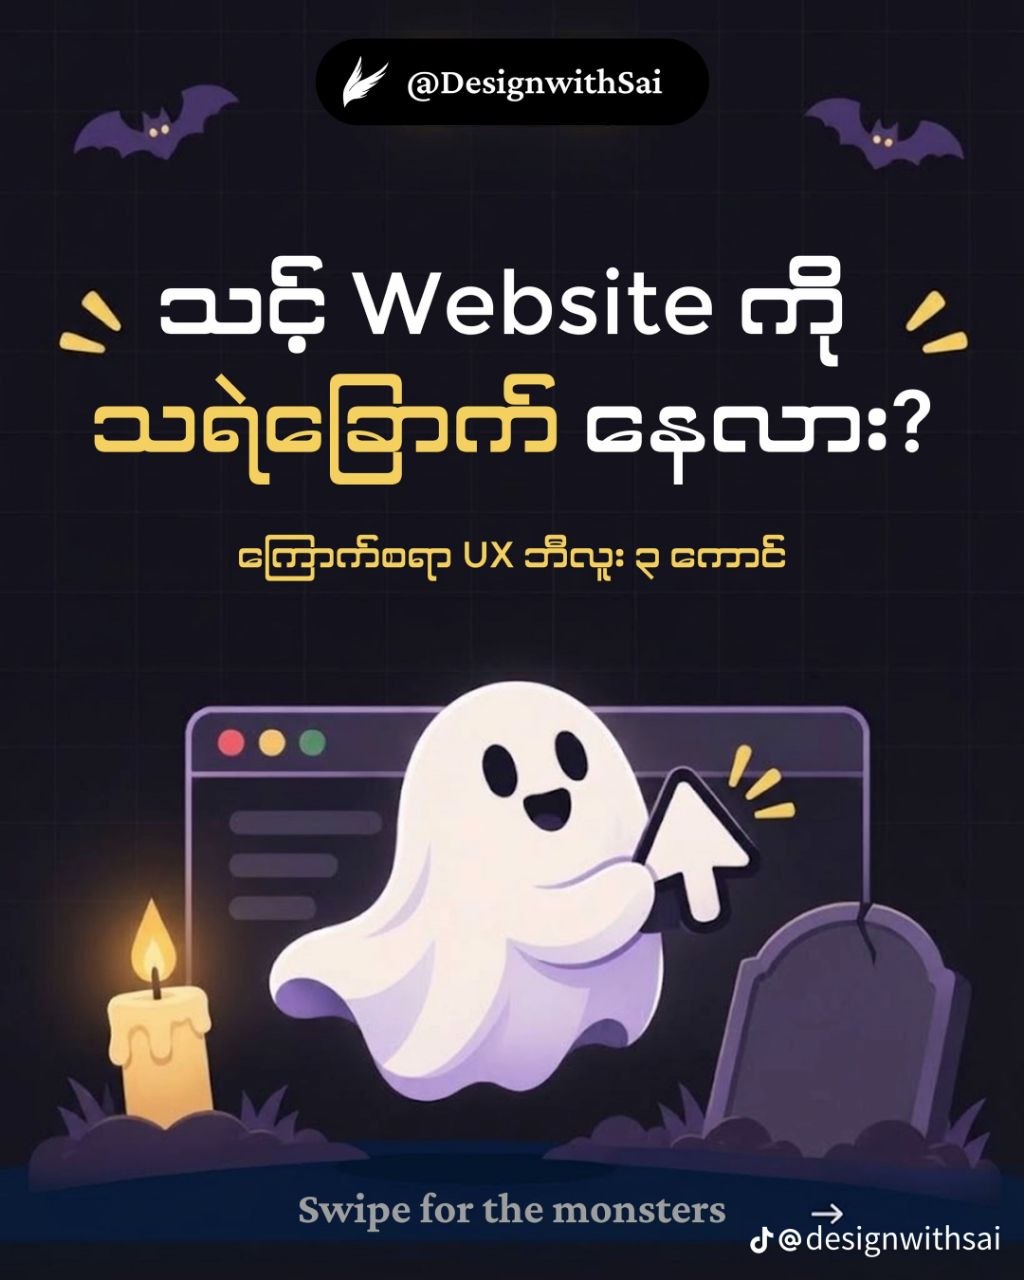 @DesignwithSai
သင့် Website ကို
သရဲခြောက် နေလား?
ကြောက်စရာ UX ဘီလူး ၃ ကောင်
Swipe for the monsters →
@designwithsai